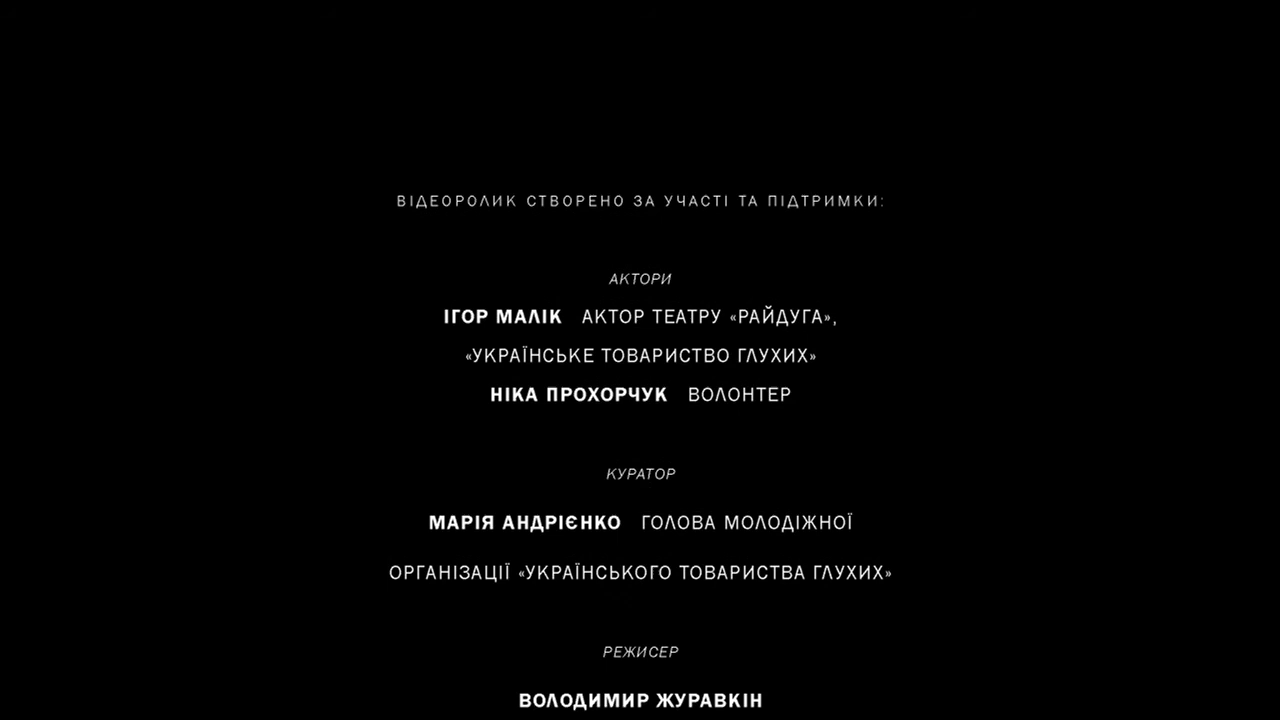 ВІДЕОРОЛИК СТВОРЕНО ЗА УЧАСТІ ТА ПІДТРИМКИ:
АКТОРИ
ІГОР МАЛІК АКТОР ТЕАТРУ «РАЙДУГА»,
«УКРАЇНСЬКЕ ТОВАРИСТВО ГЛУХИХ»
НІКА ПРОХОРЧУК ВОЛОНТЕР
КУРАТОР
МАРІЯ АНДРІЄНКО ГОЛОВА МОЛОДІЖНОЇ
ОРГАНІЗАЦІЇ «УКРАЇНСЬКОГО ТОВАРИСТВА ГЛУХИХ»
РЕЖИСЕР
ВОЛОДИМИР ЖУРАВКІН